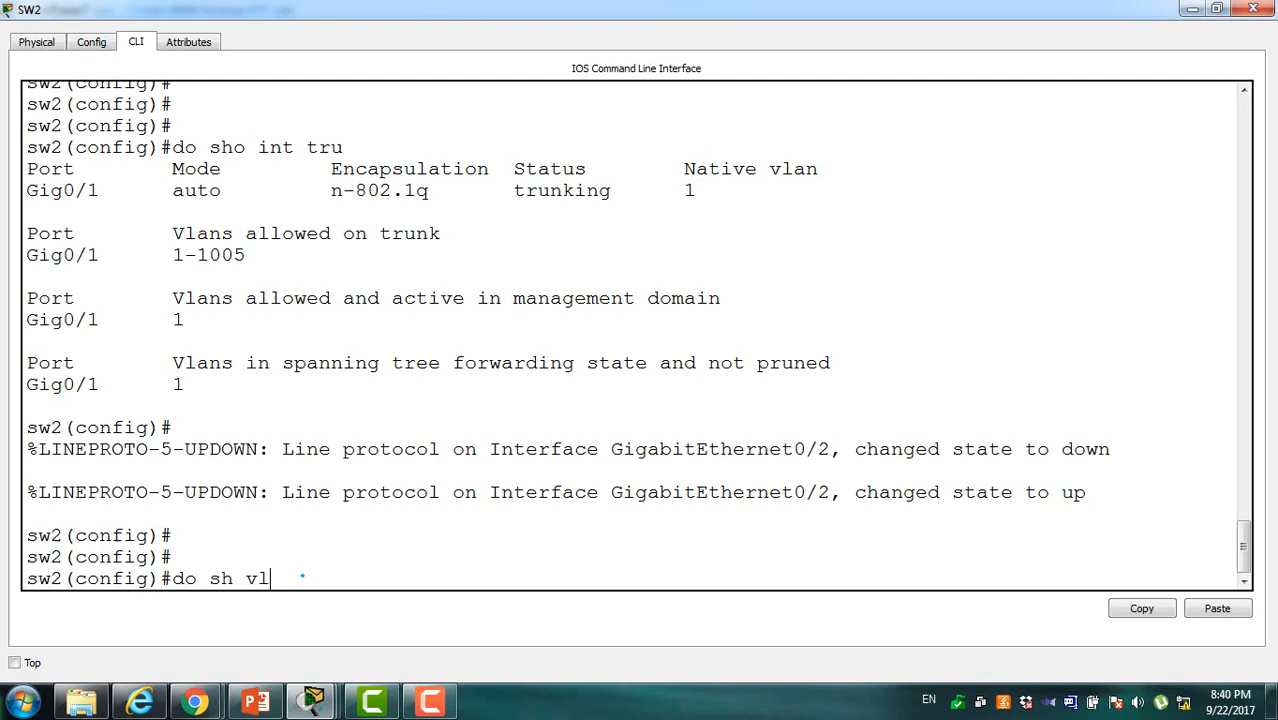 SW2
Physical Config CLI Attributes
IOS Command Line Interface
sw2(config)#
sw2(config)#
sw2(config)#
sw2(config)#do sho int tru
Port Mode Encapsulation Status Native vlan
Gig0/1 auto n-802.1q trunking 1
Port Vlans allowed on trunk
Gig0/1 1-1005
Port Vlans allowed and active in management domain
Gig0/1 1
Port Vlans in spanning tree forwarding state and not pruned
Gig0/1 1
sw2(config)#
%LINEPROTO-5-UPDOWN: Line protocol on Interface GigabitEthernet0/2, changed state to down
%LINEPROTO-5-UPDOWN: Line protocol on Interface GigabitEthernet0/2, changed state to up
sw2(config)#
sw2(config)#
sw2(config)#do sh vl
Copy Paste
Top
EN
8:40 PM
9/22/2017